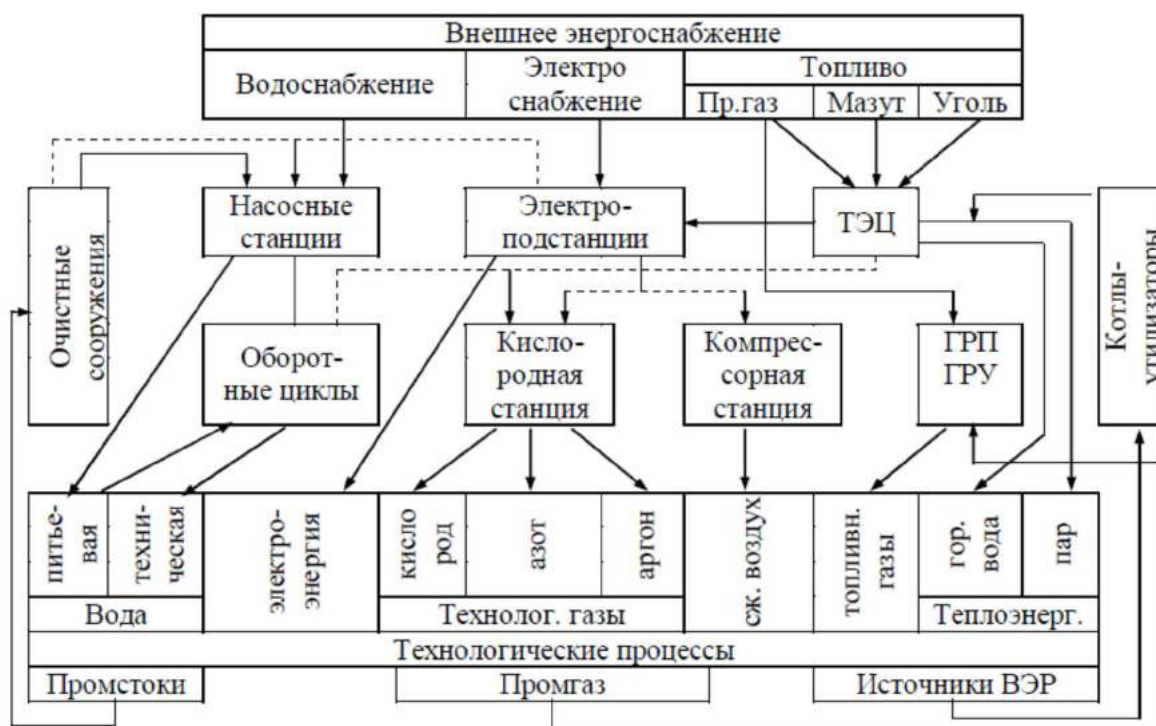 Внешнее энергоснабжение
Водоснабжение
Электро
снабжение
Топливо
Пр.газ
Мазут
Уголь
Очистные
сооружения
Насосные
станции
Электро-
подстанции
ТЭЦ
Котлы-
утилизаторы
Оборот-
ные циклы
Кисло-
родная
станция
Компрес-
сорная
станция
ГРП
ГРУ
питье-
вая
техни-
ческая
электро-
энергия
кисло
род
азот
аргон
сж. воздух
топливн.
газы
гор.
вода
пар
Вода
Технолог. газы
Теплоэнерг.
Технологические процессы
Промстоки
Промгаз
Источники ВЭР